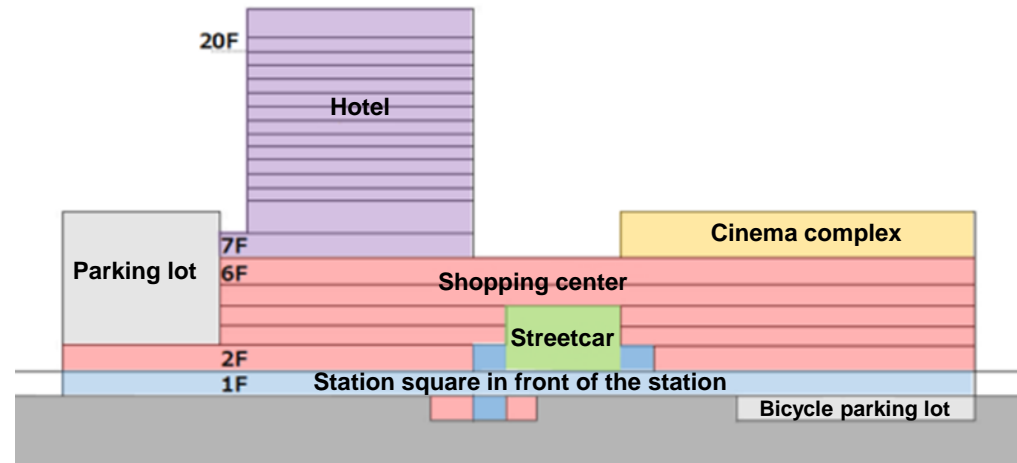 20F
Hotel
7F
Cinema complex
Parking lot
6F
Shopping center
Streetcar
2F
1F
Station square in front of the station
Bicycle parking lot